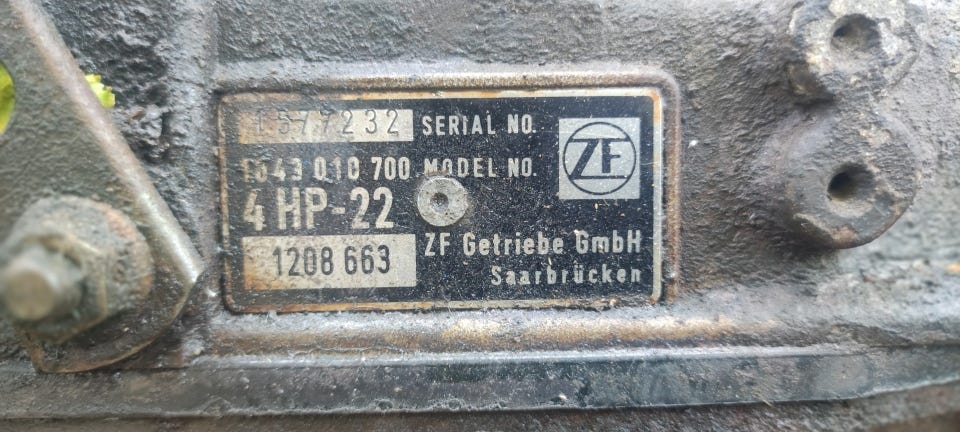 1577232 SERIAL NO.
1043 010 700 MODEL NO.
4 HP-22
ZF
1208 663
ZF Getriebe GmbH
Saarbrücken